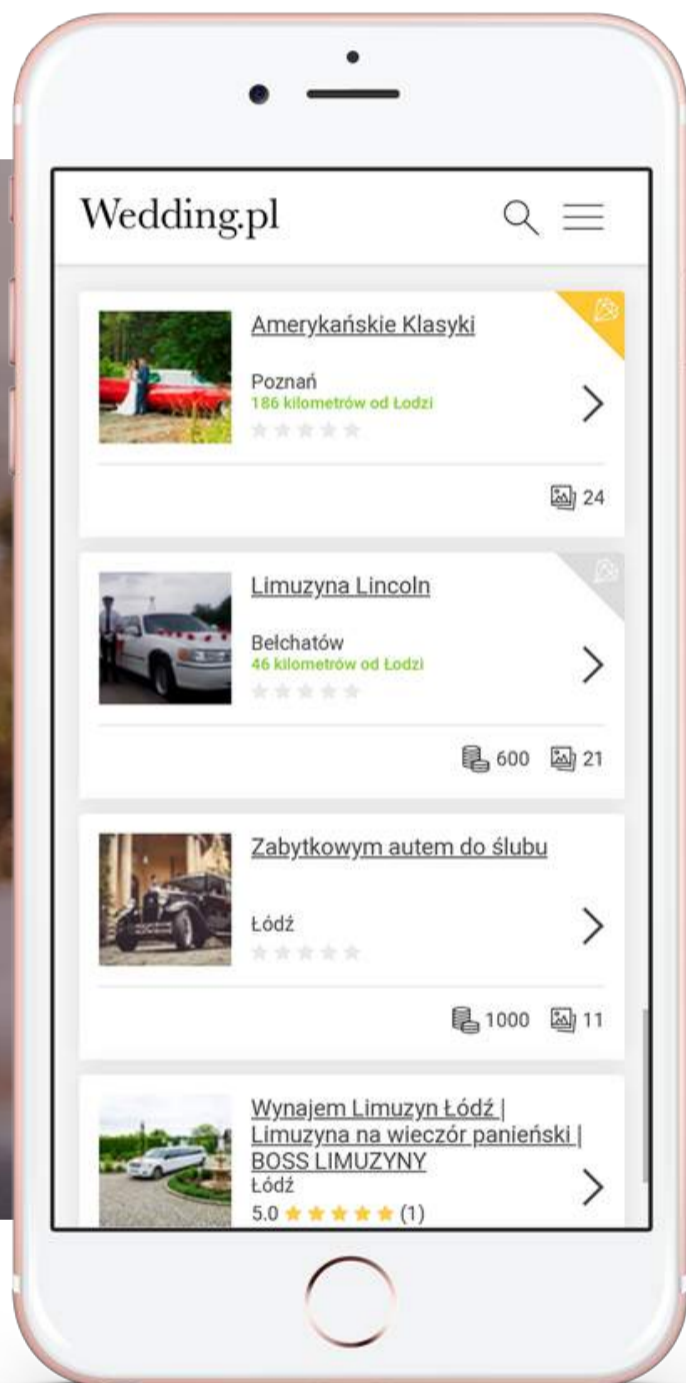 Wedding.pl
Amerykańskie Klasyki
Poznań
186 kilometrów od Łodzi
24
Limuzyna Lincoln
Bełchatów
46 kilometrów od Łodzi
600 21
Zabytkowym autem do ślubu
Łódź
1000 11
Wynajem Limuzyn Łódź |
Limuzyna na wieczór panieński |
BOSS LIMUZYNY
Łódź
5.0 (1)